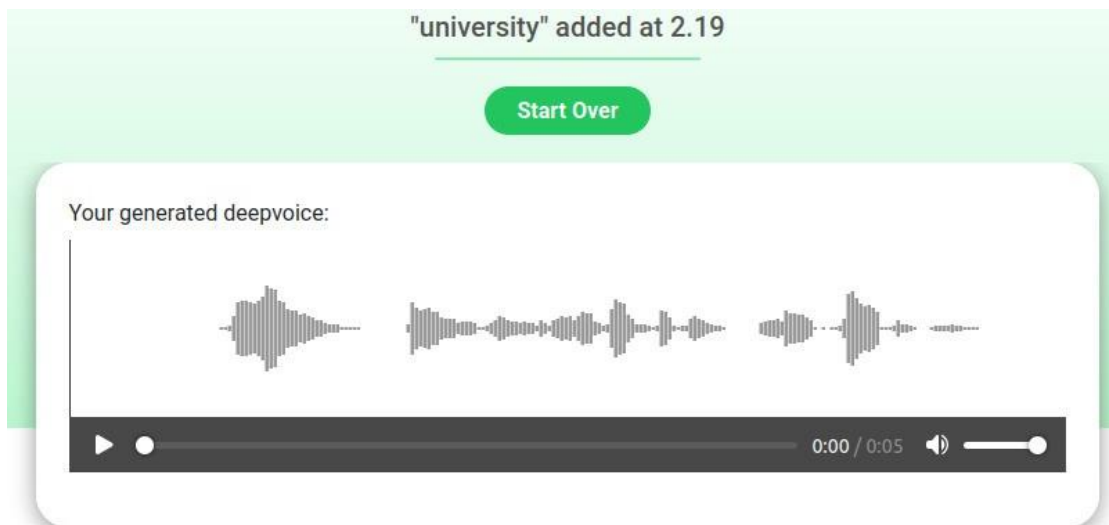 "university" added at 2.19
Start Over
Your generated deepvoice:
0:00 / 0:05